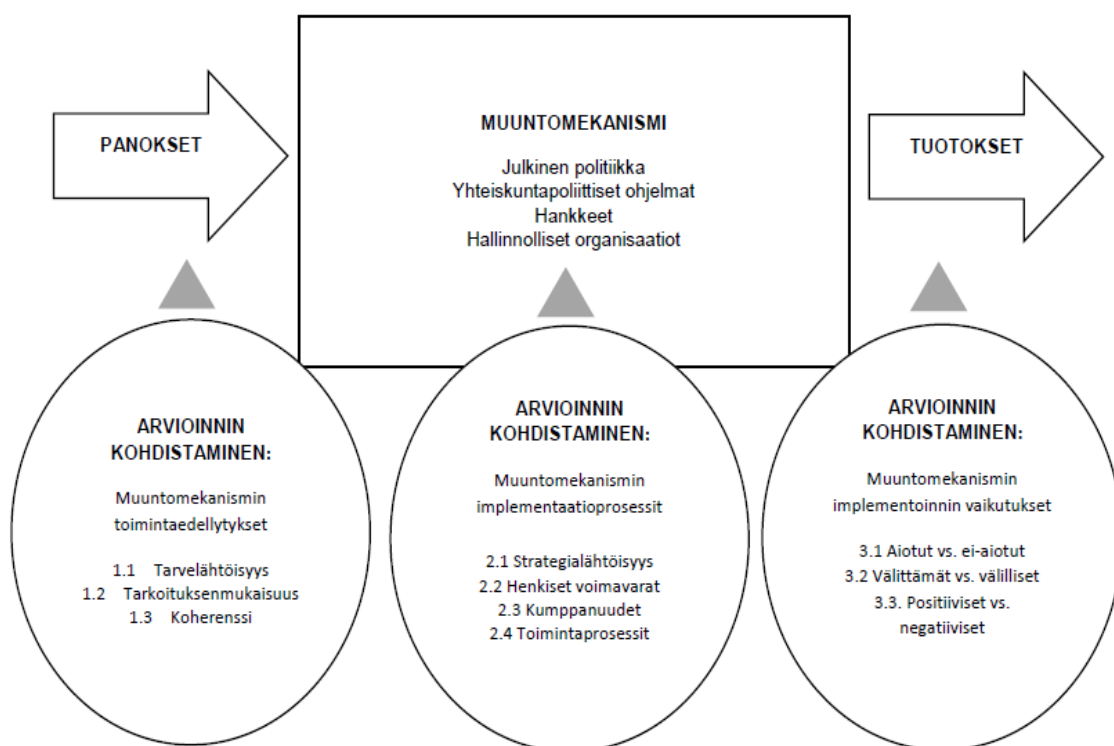 PANOKSET
MUUNTOMEKANISMI
Julkinen politiikka
Yhteiskuntapoliittiset ohjelmat
Hankkeet
Hallinnolliset organisaatiot
TUOTOKSET
ARVIOINNIN
KOHDISTAMINEN:
Muuntomekanismin
toimintaedellytykset
1.1 Tarvelähtöisyys
1.2 Tarkoituksenmukaisuus
1.3 Koherenssi
ARVIOINNIN
KOHDISTAMINEN:
Muuntomekanismin
implementaatioprosessit
2.1 Strategialähtöisyys
2.2 Henkiset voimavarat
2.3 Kumppanuudet
2.4 Toimintaprosessit
ARVIOINNIN
KOHDISTAMINEN:
Muuntomekanismin
implementoinnin vaikutukset
3.1 Aiotut vs. ei-aiotut
3.2 Välittämät vs. välilliset
3.3. Positiiviset vs.
negatiiviset